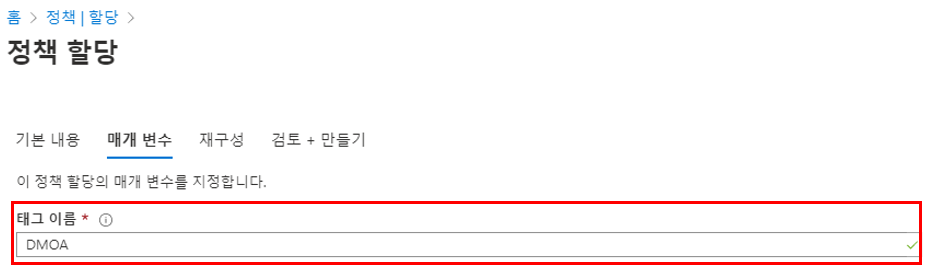 홈 > 정책 | 할당 >
정책 할당
기본 내용 매개 변수 재구성 검토 + 만들기
이 정책 할당의 매개 변수를 지정합니다.
태그 이름 *
DMOA